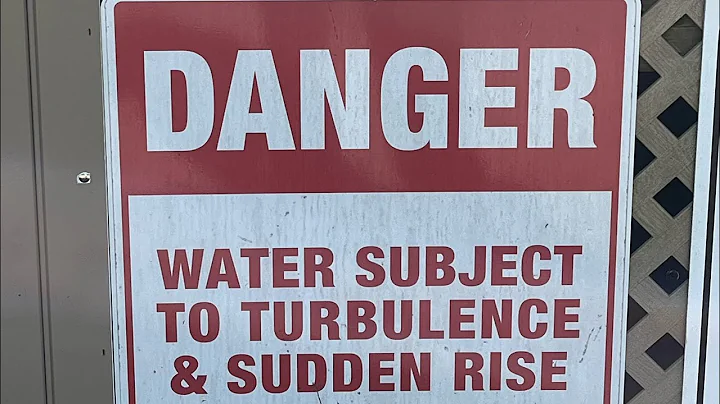 DANGER
WATER SUBJECT
TO TURBULENCE
& SUDDEN RISE